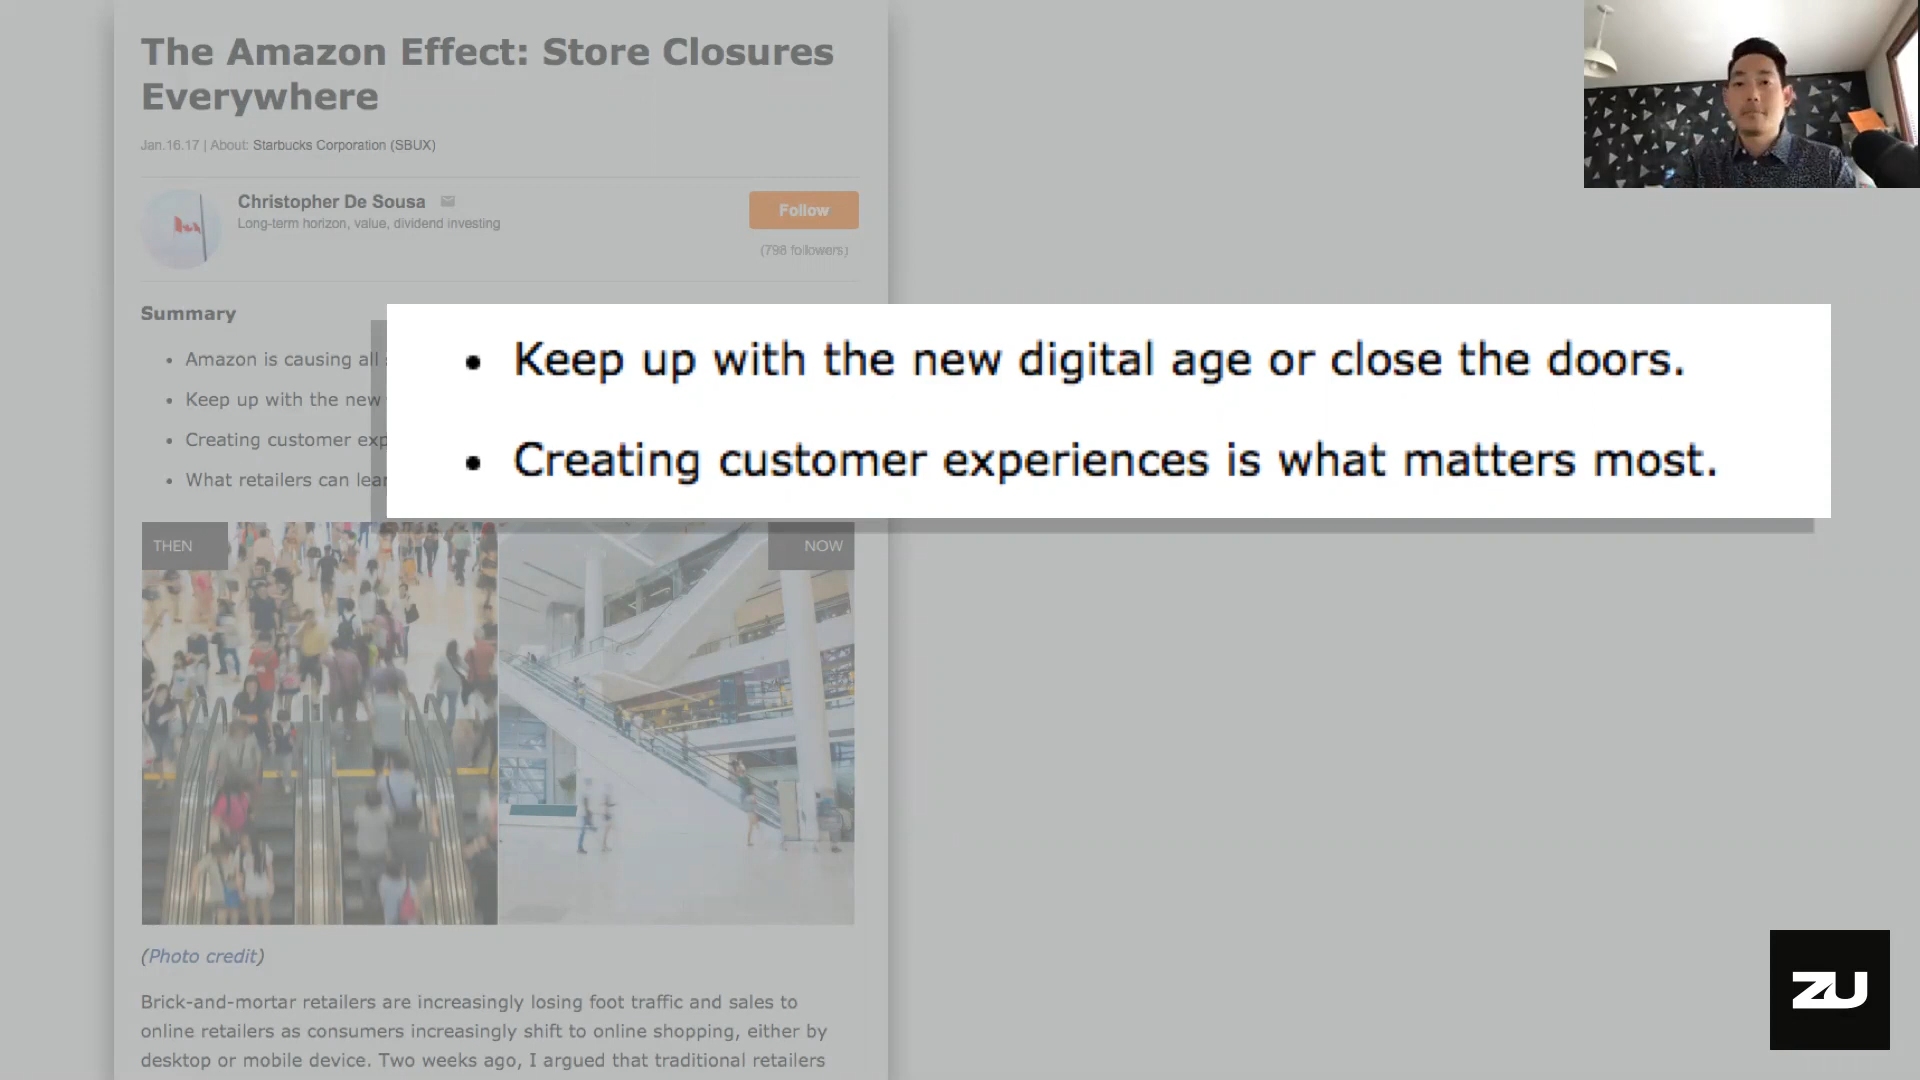 The Amazon Effect: Store Closures
Everywhere
Jan.16.17 | About: Starbucks Corporation (SBUX)
Christopher De Sousa
Long-term horizon, value, dividend investing
Follow
(798 followers)
Summary
• Amazon is causing all
• Keep up with the new
• Creating customer exp
• What retailers can lear
• Keep up with the new digital age or close the doors.
• Creating customer experiences is what matters most.
THEN
NOW
(Photo credit)
Brick-and-mortar retailers are increasingly losing foot traffic and sales to
online retailers as consumers increasingly shift to online shopping, either by
desktop or mobile device. Two weeks ago, I argued that traditional retailers
ZU